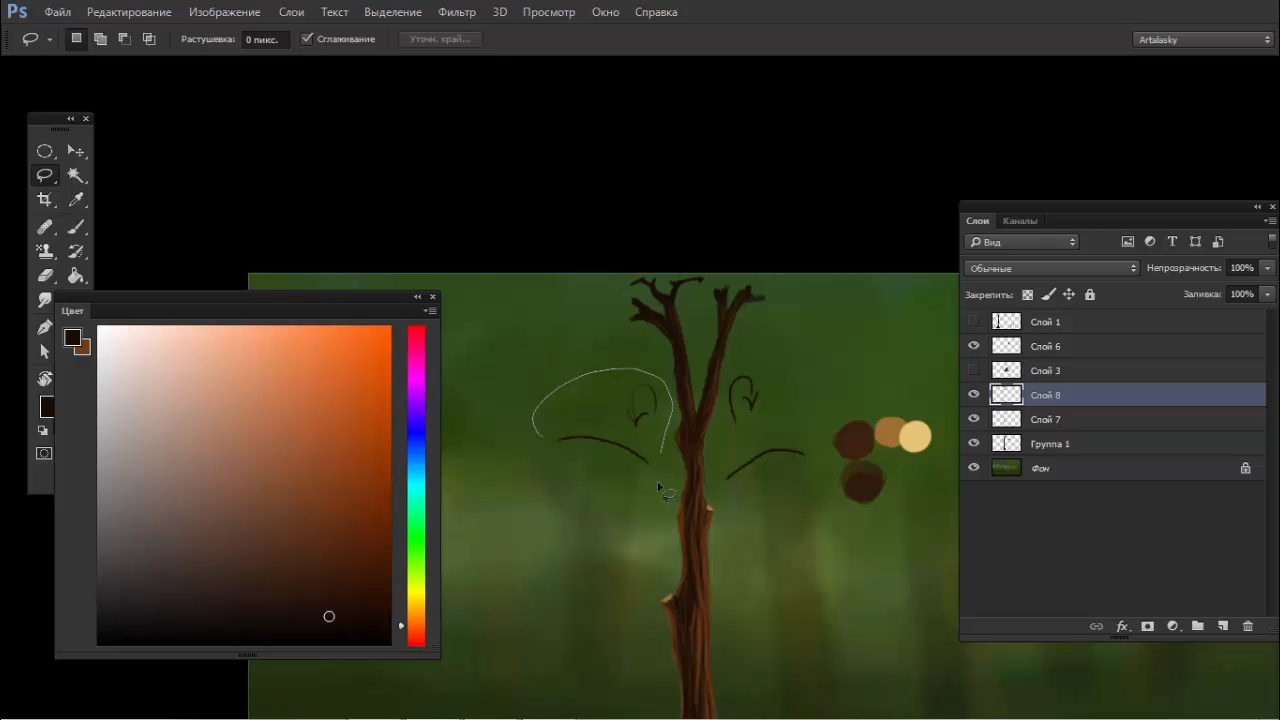 Ps Файл Редактирование Изображение Слои Текст Выделение Фильтр 3D Просмотр Окно Справка
Растушевка: 0 пикс. Сглаживание Уточн. край... Artalasky
Слои Каналы
Вид
Обычные Непрозрачность: 100%
Закрепить: Заливка: 100%
Цвет
Слой 1
Слой 6
Слой 3
Слой 8
Слой 7
Группа 1
Фон
fx